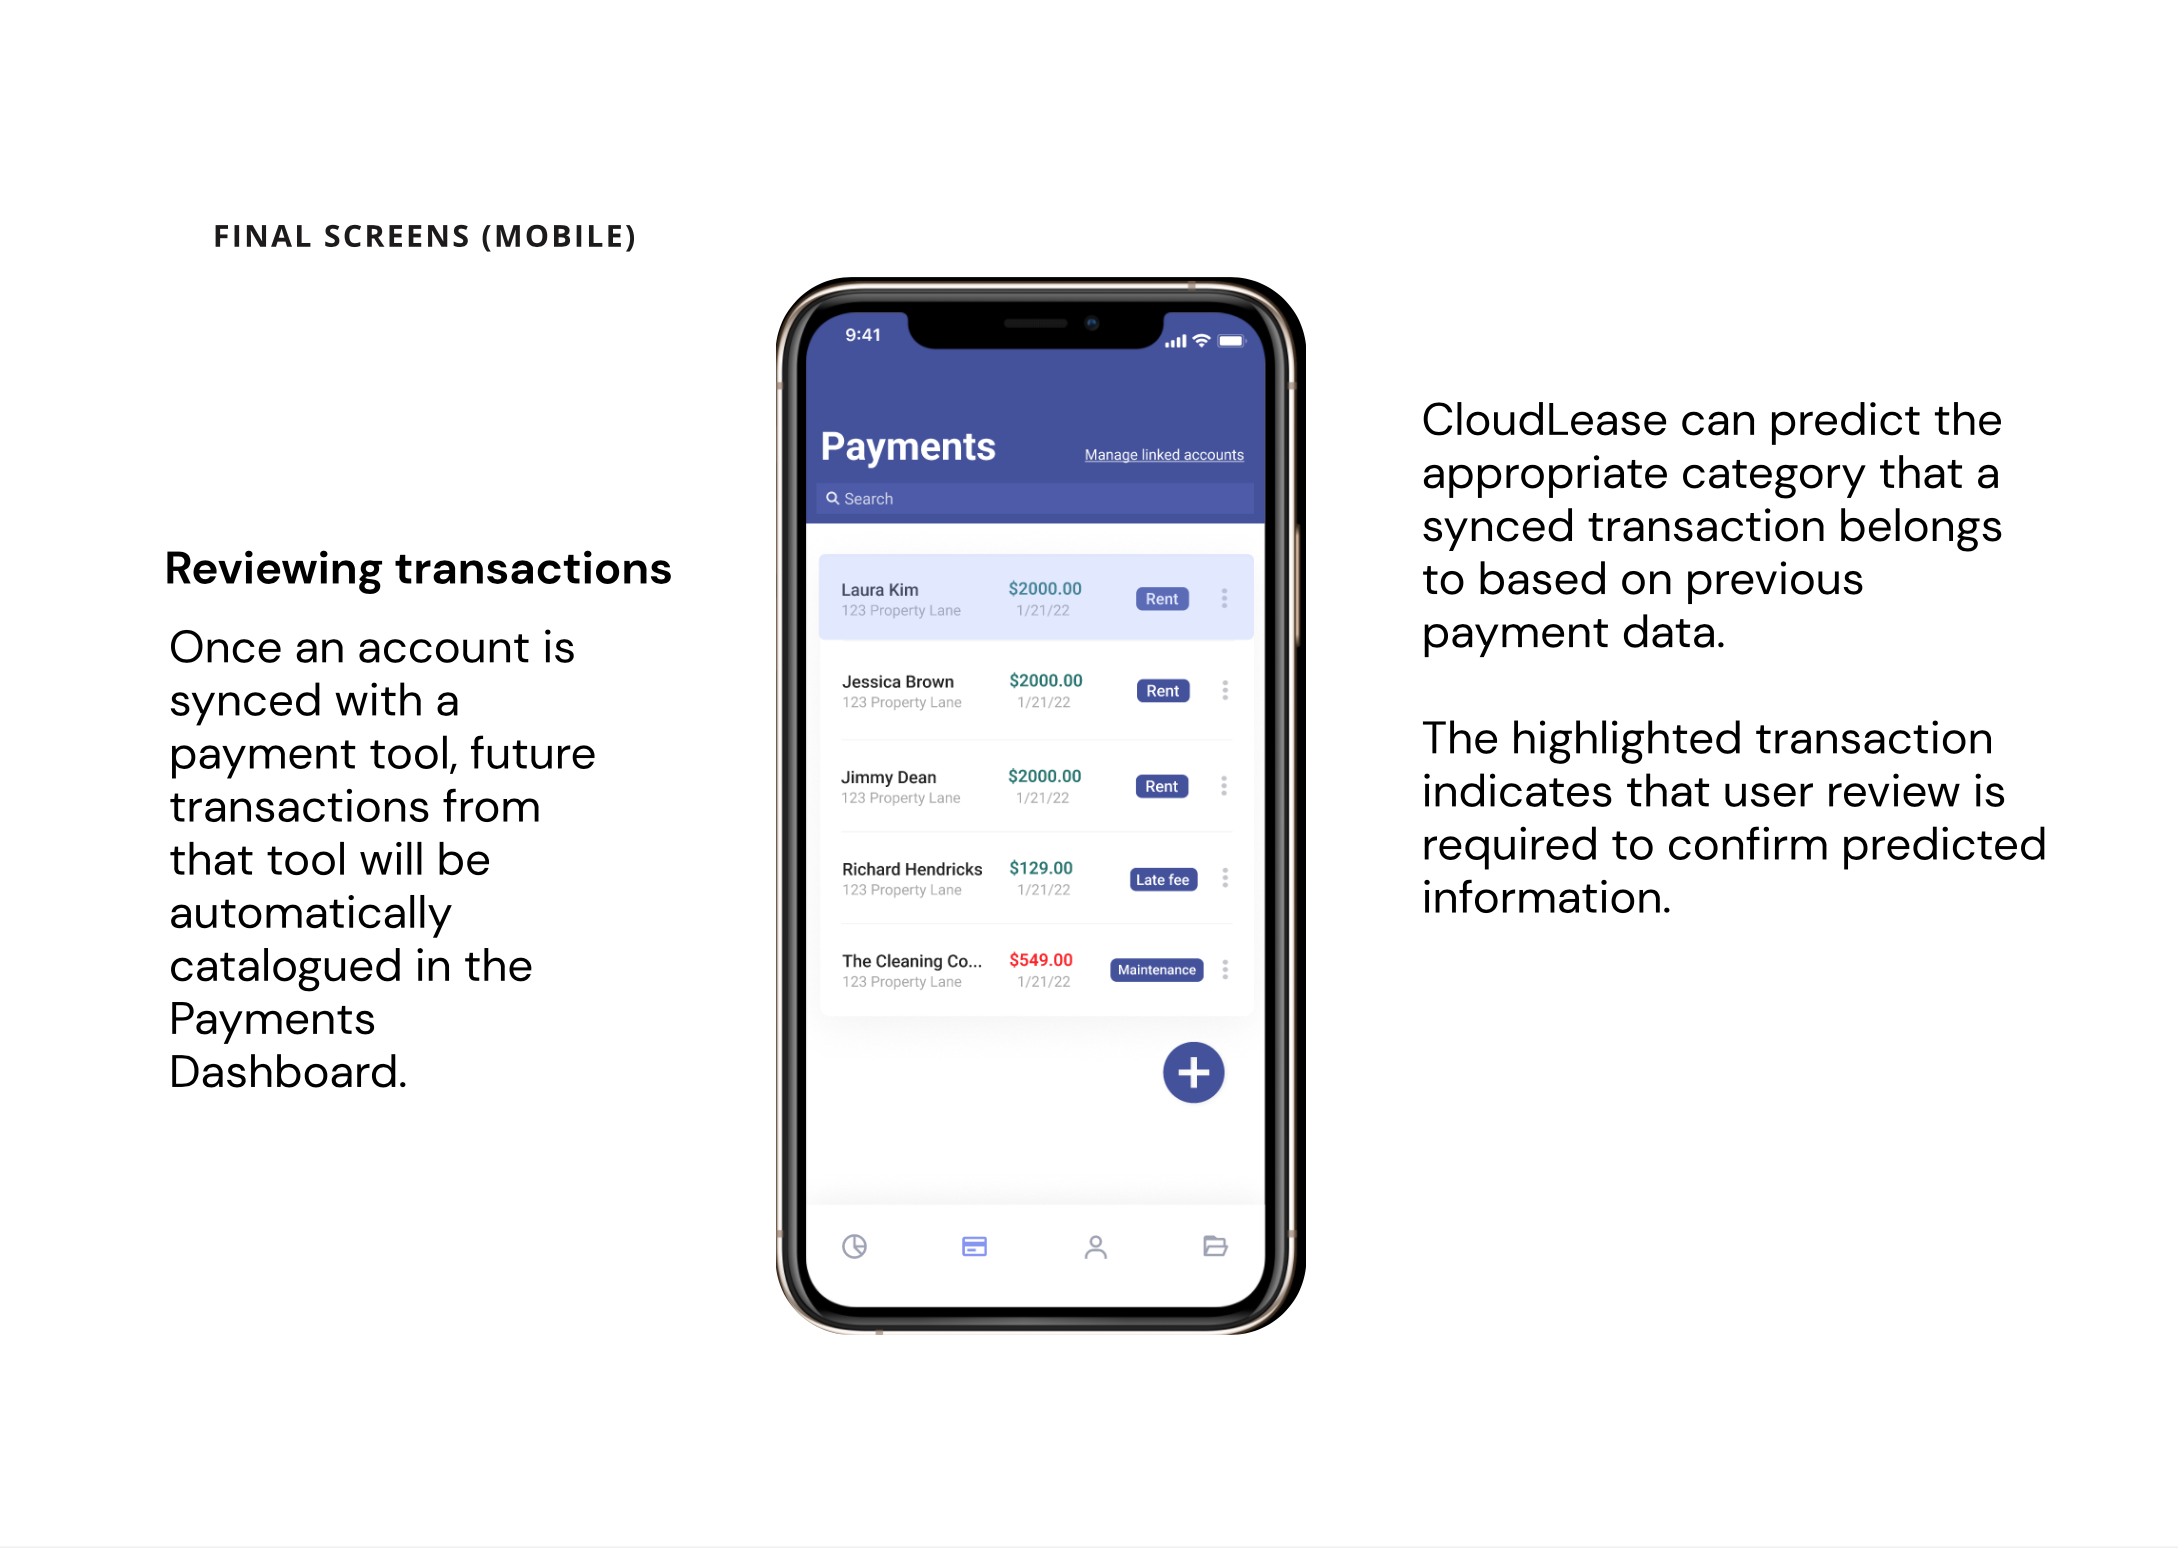 FINAL SCREENS (MOBILE)
Reviewing transactions
Once an account is
synced with a
payment tool, future
transactions from
that tool will be
automatically
catalogued in the
Payments
Dashboard.
9:41
Payments
Manage linked accounts
Search
Laura Kim $2000.00 Rent
123 Property Lane 1/21/22
Jessica Brown $2000.00 Rent
123 Property Lane 1/21/22
Jimmy Dean $2000.00 Rent
123 Property Lane 1/21/22
Richard Hendricks $129.00 Late fee
123 Property Lane 1/21/22
The Cleaning Co... $549.00 Maintenance
123 Property Lane 1/21/22
CloudLease can predict the
appropriate category that a
synced transaction belongs
to based on previous
payment data.
The highlighted transaction
indicates that user review is
required to confirm predicted
information.